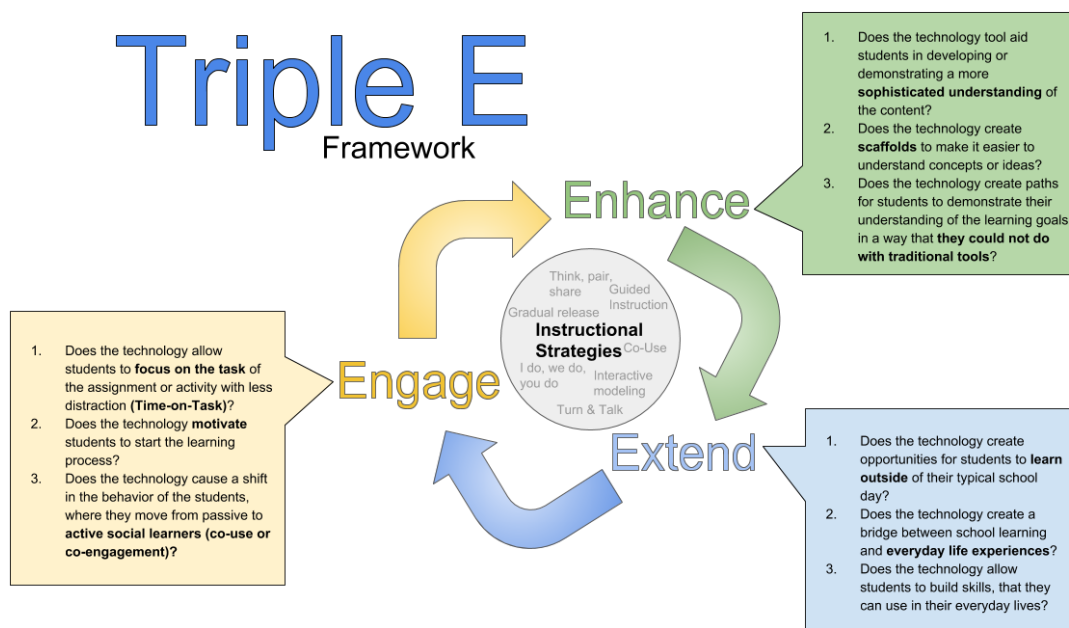 Triple E
Framework
Enhance
1. Does the technology tool aid
students in developing or
demonstrating a more
sophisticated understanding of
the content?
2. Does the technology create
scaffolds to make it easier to
understand concepts or ideas?
3. Does the technology create paths
for students to demonstrate their
understanding of the learning goals
in a way that they could not do
with traditional tools?
Engage
1. Does the technology allow
students to focus on the task of
the assignment or activity with less
distraction (Time-on-Task)?
2. Does the technology motivate
students to start the learning
process?
3. Does the technology cause a shift
in the behavior of the students,
where they move from passive to
active social learners (co-use or
co-engagement)?
Think, pair,
share
Guided
Instruction
Gradual release
Instructional
Strategies
Co-Use
I do, we do,
you do
Interactive
modeling
Turn & Talk
Extend
1. Does the technology create
opportunities for students to learn
outside of their typical school
day?
2. Does the technology create a
bridge between school learning
and everyday life experiences?
3. Does the technology allow
students to build skills, that they
can use in their everyday lives?